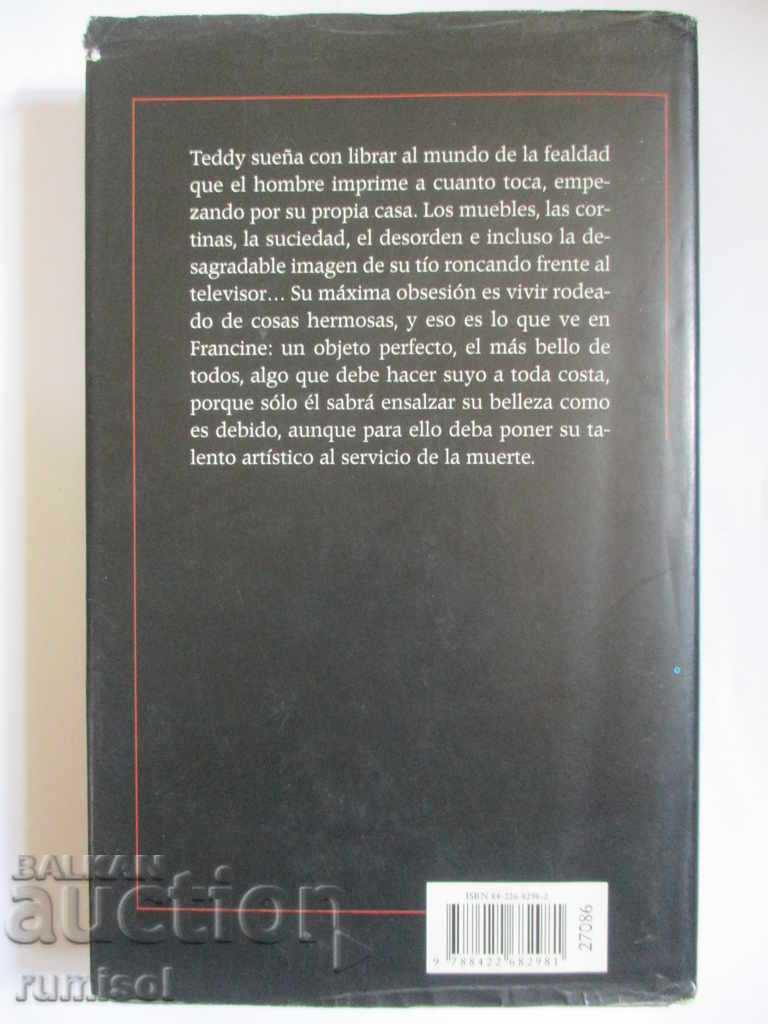 Teddy sueña con librar al mundo de la fealdad
que el hombre imprime a cuanto toca, empe-
zando por su propia casa. Los muebles, las cor-
tinas, la suciedad, el desorden e incluso la de-
sagradable imagen de su tío roncando frente al
televisor… Su máxima obsesión es vivir rodea-
do de cosas hermosas, y eso es lo que ve en
Francine: un objeto perfecto, el más bello de
todos, algo que debe hacer suyo a toda costa,
porque sólo él sabrá ensalzar su belleza como
es debido, aunque para ello deba poner su ta-
lento artístico al servicio de la muerte.
ISBN 84-226-8298-2
27086
9 788422 682981
BALKAN
auction
rumisol